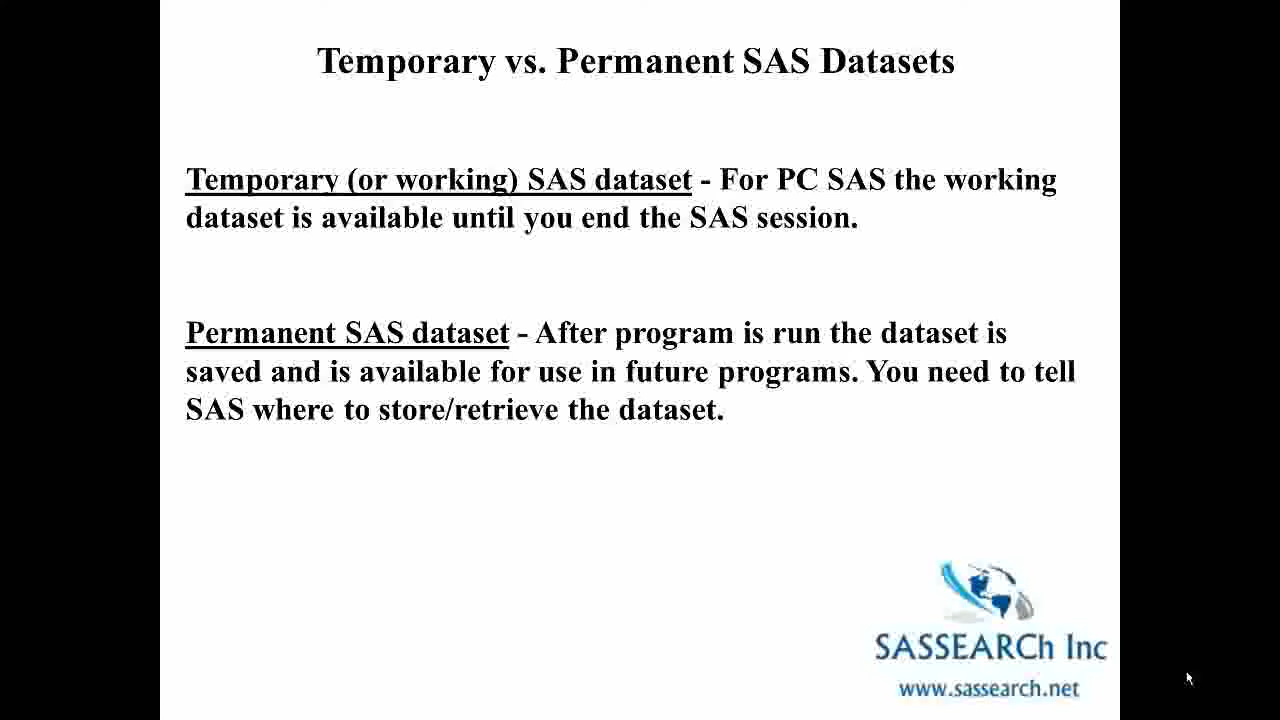 Temporary vs. Permanent SAS Datasets
Temporary (or working) SAS dataset - For PC SAS the working
dataset is available until you end the SAS session.
Permanent SAS dataset - After program is run the dataset is
saved and is available for use in future programs. You need to tell
SAS where to store/retrieve the dataset.
SASSEARCh Inc
www.sassearch.net